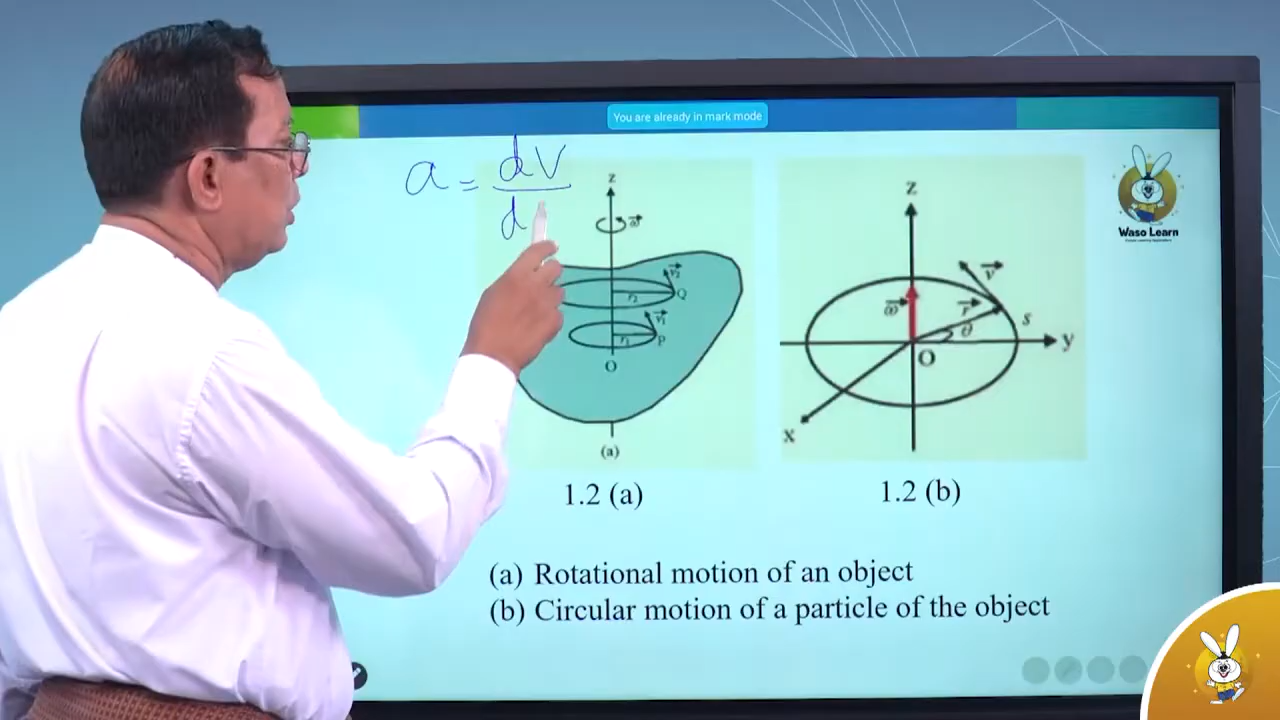 You are already in mark mode
a = dV
d
z
ω
v₂
r₂ Q
v₁
r₁ P
O
(a)
1.2 (a)
z
v
ω r s
θ
O y
x
1.2 (b)
Waso Learn
(a) Rotational motion of an object
(b) Circular motion of a particle of the object